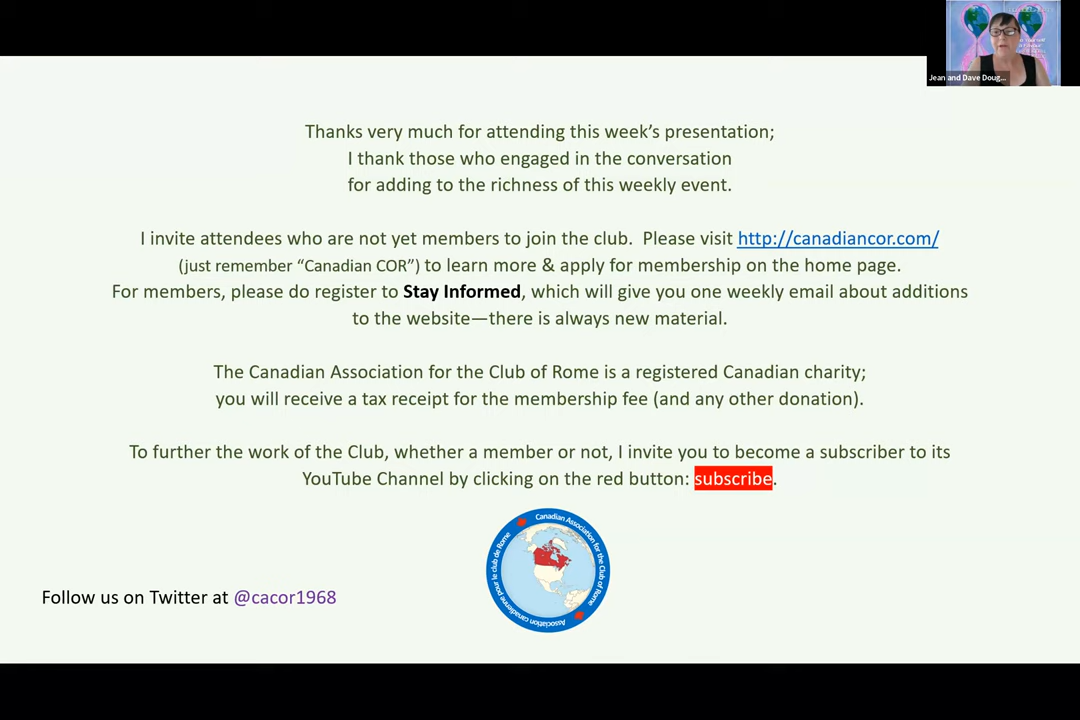 Jean and Dave Doug...
Thanks very much for attending this week's presentation;
I thank those who engaged in the conversation
for adding to the richness of this weekly event.
I invite attendees who are not yet members to join the club. Please visit http://canadiancor.com/
(just remember "Canadian COR") to learn more & apply for membership on the home page.
For members, please do register to Stay Informed, which will give you one weekly email about additions
to the website—there is always new material.
The Canadian Association for the Club of Rome is a registered Canadian charity;
you will receive a tax receipt for the membership fee (and any other donation).
To further the work of the Club, whether a member or not, I invite you to become a subscriber to its
YouTube Channel by clicking on the red button: subscribe.
Canadian Association for the Club of Rome
Association canadienne pour le club de Rome
Follow us on Twitter at @cacor1968